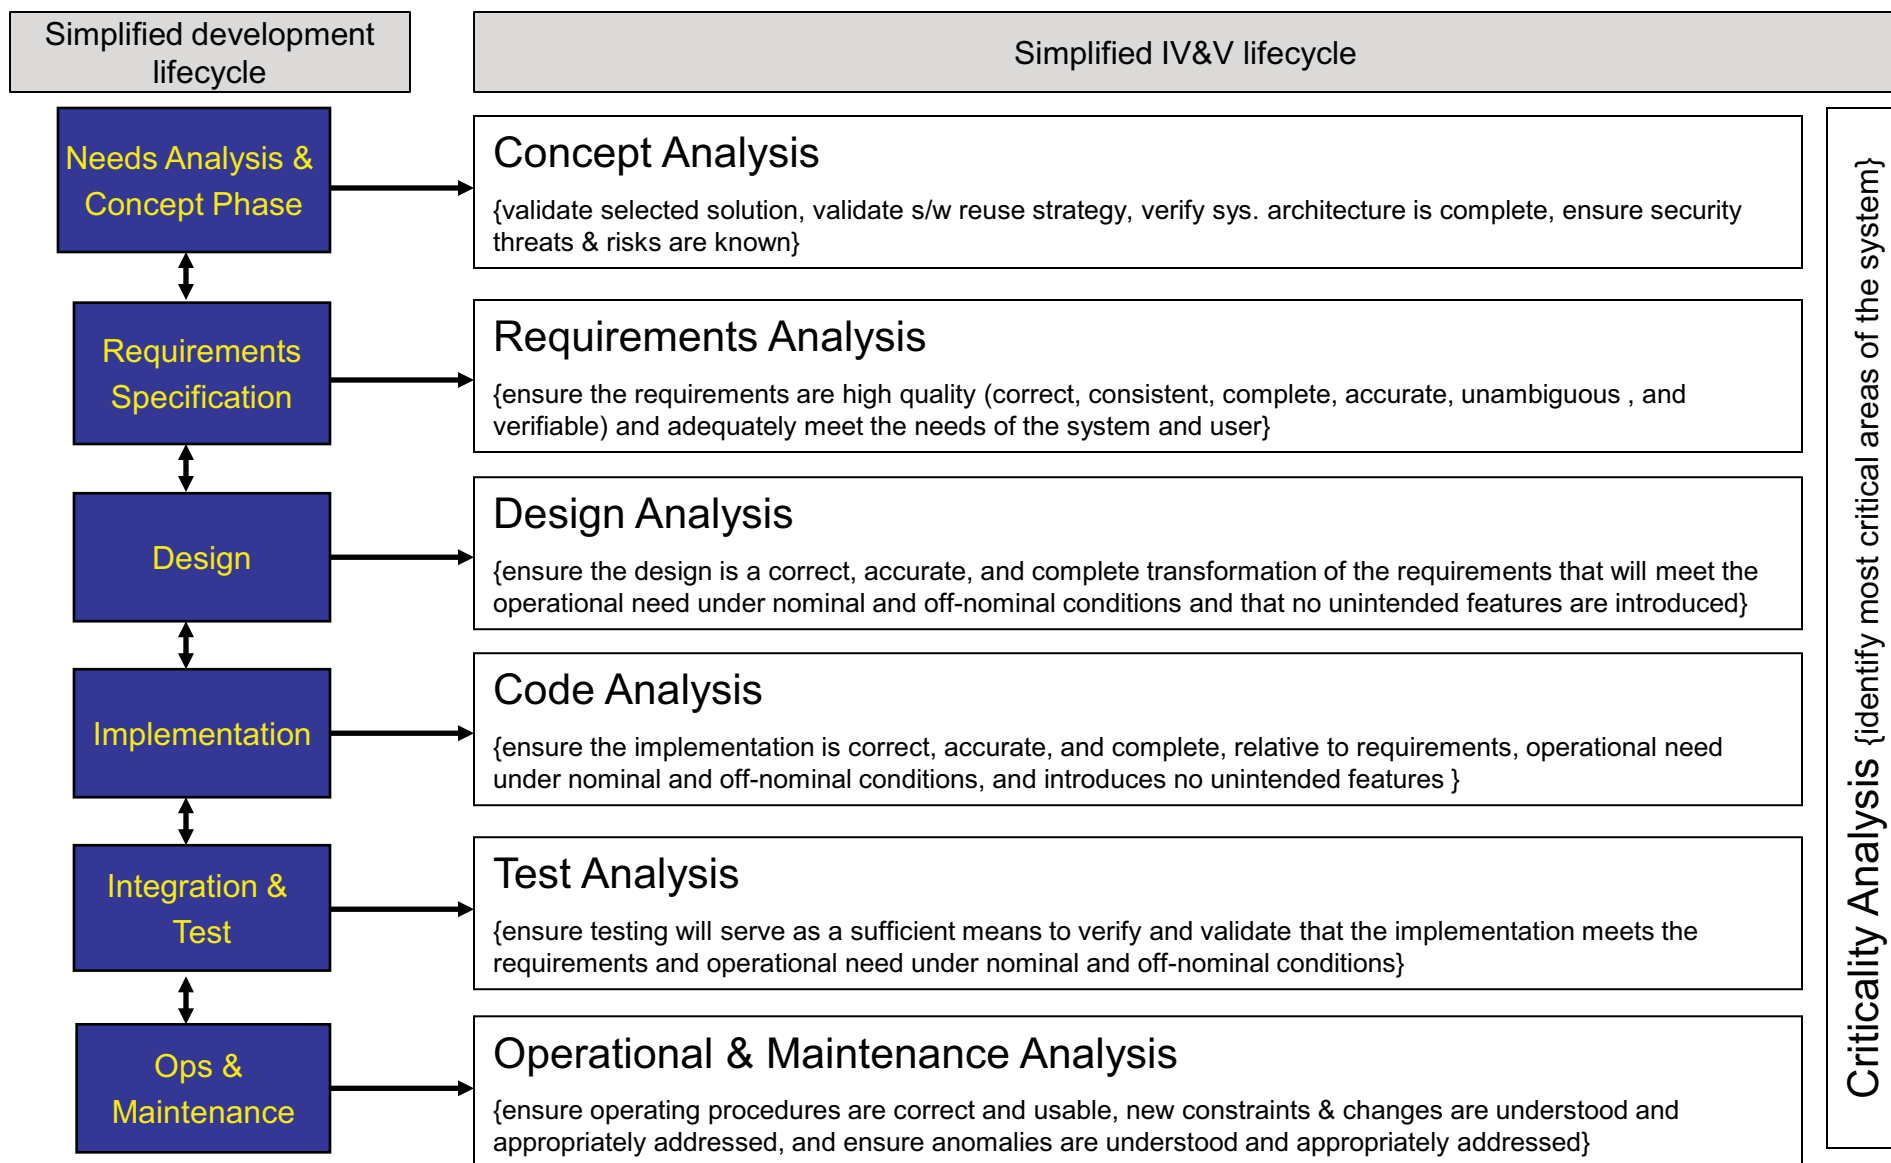 Simplified development
lifecycle
Simplified IV&V lifecycle
Needs Analysis &
Concept Phase
Concept Analysis
{validate selected solution, validate s/w reuse strategy, verify sys. architecture is complete, ensure security
threats & risks are known}
Requirements
Specification
Requirements Analysis
{ensure the requirements are high quality (correct, consistent, complete, accurate, unambiguous , and
verifiable) and adequately meet the needs of the system and user}
Design
Design Analysis
{ensure the design is a correct, accurate, and complete transformation of the requirements that will meet the
operational need under nominal and off-nominal conditions and that no unintended features are introduced}
Implementation
Code Analysis
{ensure the implementation is correct, accurate, and complete, relative to requirements, operational need
under nominal and off-nominal conditions, and introduces no unintended features }
Integration &
Test
Test Analysis
{ensure testing will serve as a sufficient means to verify and validate that the implementation meets the
requirements and operational need under nominal and off-nominal conditions}
Ops &
Maintenance
Operational & Maintenance Analysis
{ensure operating procedures are correct and usable, new constraints & changes are understood and
appropriately addressed, and ensure anomalies are understood and appropriately addressed}
Criticality Analysis {identify most critical areas of the system}